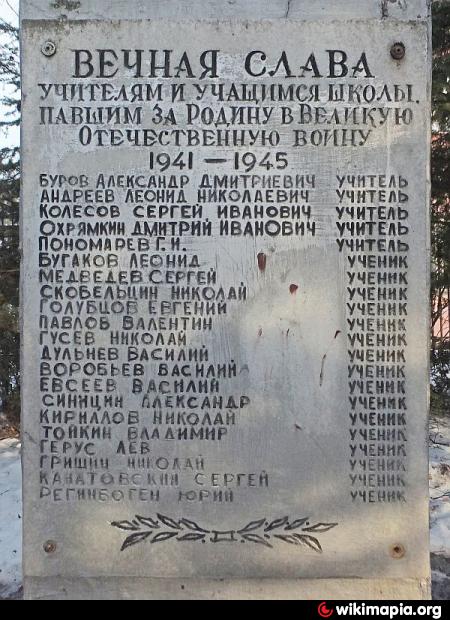 ВЕЧНАЯ СЛАВА
УЧИТЕЛЯМ И УЧАЩИМСЯ ШКОЛЫ,
ПАВШИМ ЗА РОДИНУ В ВЕЛИКУЮ
ОТЕЧЕСТВЕННУЮ ВОЙНУ
1941 — 1945
БУРОВ АЛЕКСАНДР ДМИТРИЕВИЧ УЧИТЕЛЬ
АНДРЕЕВ ЛЕОНИД НИКОЛАЕВИЧ УЧИТЕЛЬ
КОЛЕСОВ СЕРГЕЙ ИВАНОВИЧ УЧИТЕЛЬ
ОХРЯМКИН ДМИТРИЙ ИВАНОВИЧ УЧИТЕЛЬ
ПОНОМАРЕВ Г. И. УЧИТЕЛЬ
БУГАКОВ ЛЕОНИД УЧЕНИК
МЕДВЕДЕВ СЕРГЕЙ УЧЕНИК
СКОБЕЛЬЦИН НИКОЛАЙ УЧЕНИК
ГОЛУБЦОВ ЕВГЕНИЙ УЧЕНИК
ПАВЛОВ ВАЛЕНТИН УЧЕНИК
ГУСЕВ НИКОЛАЙ УЧЕНИК
ДУЛЬНЕВ ВАСИЛИЙ УЧЕНИК
ВОРОБЬЕВ ВАСИЛИЙ УЧЕНИК
ЕВСЕЕВ ВАСИЛИЙ УЧЕНИК
СИНИЦИН АЛЕКСАНДР УЧЕНИК
КИРИЛЛОВ НИКОЛАЙ УЧЕНИК
ТОЙКИН ВЛАДИМИР УЧЕНИК
ГЕРУС ЛЕВ УЧЕНИК
ГРИШИН НИКОЛАЙ УЧЕНИК
КАНАТОВСКИЙ СЕРГЕЙ УЧЕНИК
РЕГИНБОГЕН ЮРИЙ УЧЕНИК
wikimapia.org